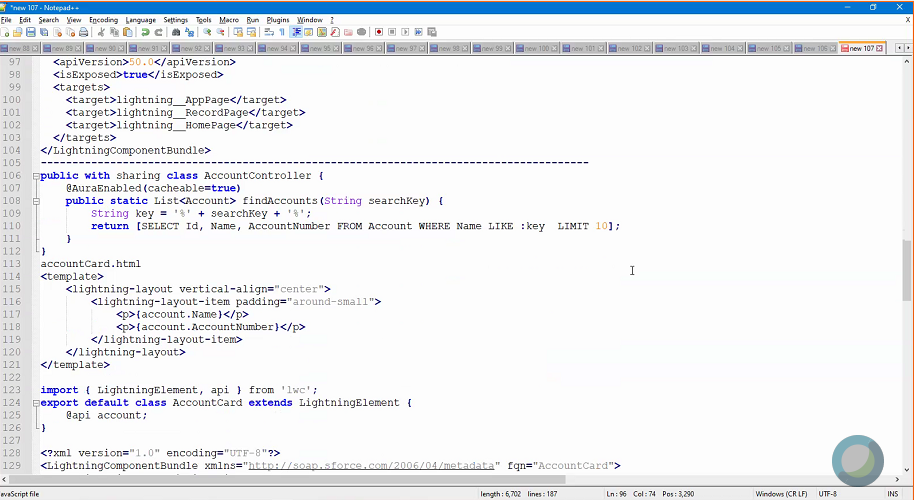 *new 107 - Notepad++
File Edit Search View Encoding Language Settings Tools Macro Run Plugins Window ?
new 88 new 89 new 90 new 91 new 92 new 93 new 94 new 95 new 96 new 97 new 98 new 99 new 100 new 101 new 102 new 103 new 104 new 105 new 106 new 107
97 <apiVersion>50.0</apiVersion>
98 <isExposed>true</isExposed>
99 <targets>
100 <target>lightning__AppPage</target>
101 <target>lightning__RecordPage</target>
102 <target>lightning__HomePage</target>
103 </targets>
104 </LightningComponentBundle>
105 ------------------------------------------------------------------------
106 public with sharing class AccountController {
107 @AuraEnabled(cacheable=true)
108 public static List<Account> findAccounts(String searchKey) {
109 String key = '%' + searchKey + '%';
110 return [SELECT Id, Name, AccountNumber FROM Account WHERE Name LIKE :key  LIMIT 10];
111 }
112 }
113 accountCard.html
114 <template>
115 <lightning-layout vertical-align="center">
116 <lightning-layout-item padding="around-small">
117 <p>{account.Name}</p>
118 <p>{account.AccountNumber}</p>
119 </lightning-layout-item>
120 </lightning-layout>
121 </template>
122
123 import { LightningElement, api } from 'lwc';
124 export default class AccountCard extends LightningElement {
125 @api account;
126 }
127
128 <?xml version="1.0" encoding="UTF-8"?>
129 <LightningComponentBundle xmlns="http://soap.sforce.com/2006/04/metadata" fqn="AccountCard">
JavaScript file length : 6,702 lines : 187 Ln : 96 Col : 74 Pos : 3,290 Windows (CR LF) UTF-8 INS